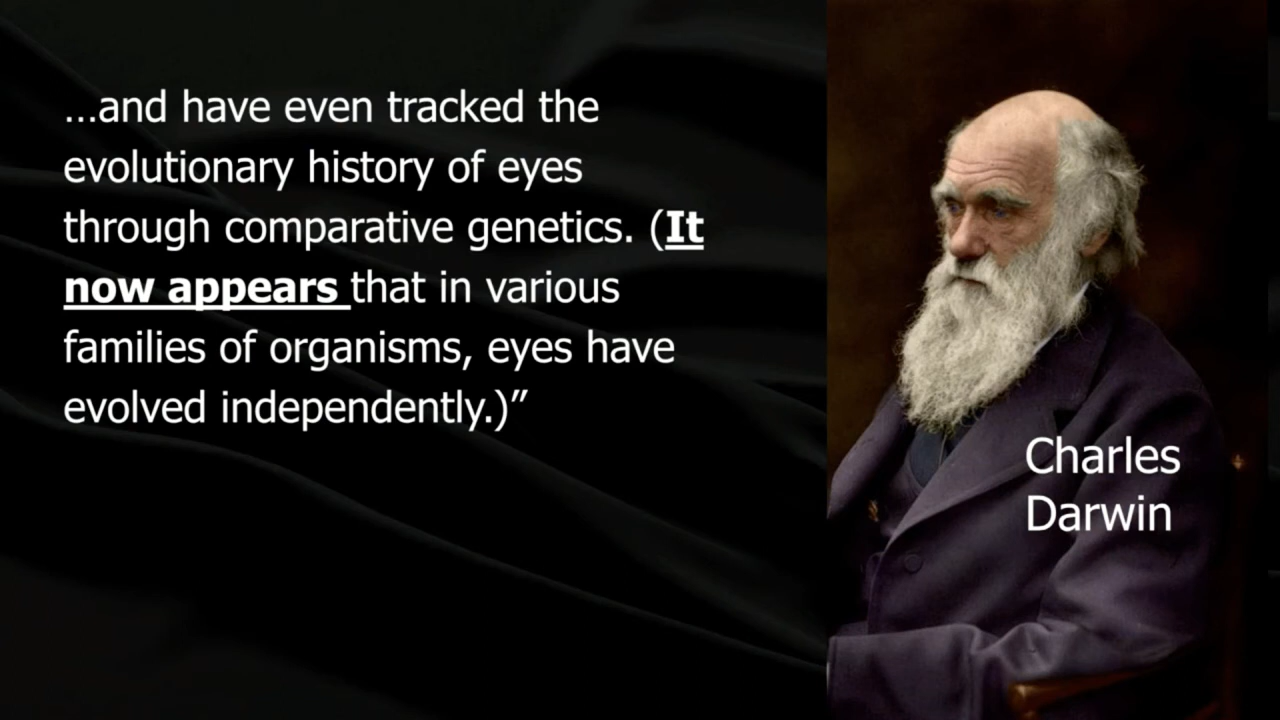 …and have even tracked the
evolutionary history of eyes
through comparative genetics. (It
now appears that in various
families of organisms, eyes have
evolved independently.)”
Charles
Darwin